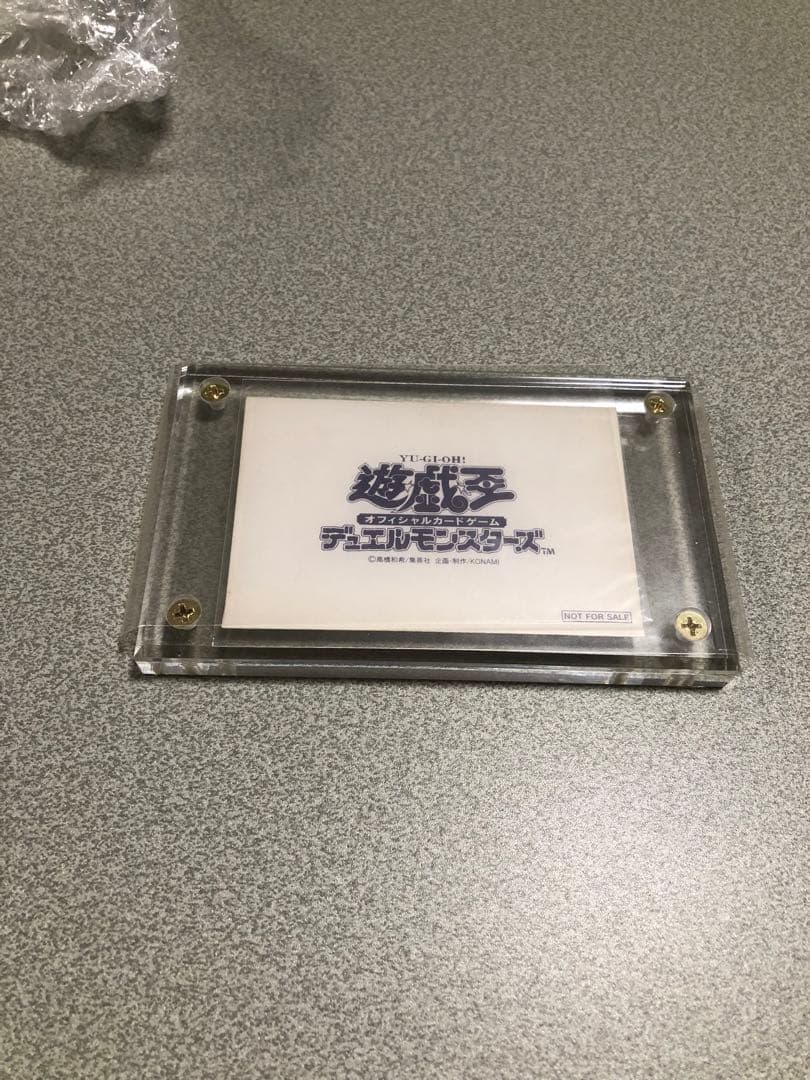 YU-GI-OH!
遊戯王
オフィシャルカードゲーム
デュエルモンスターズ™
©高橋和希/集英社 企画・制作/KONAMI
NOT FOR SALE